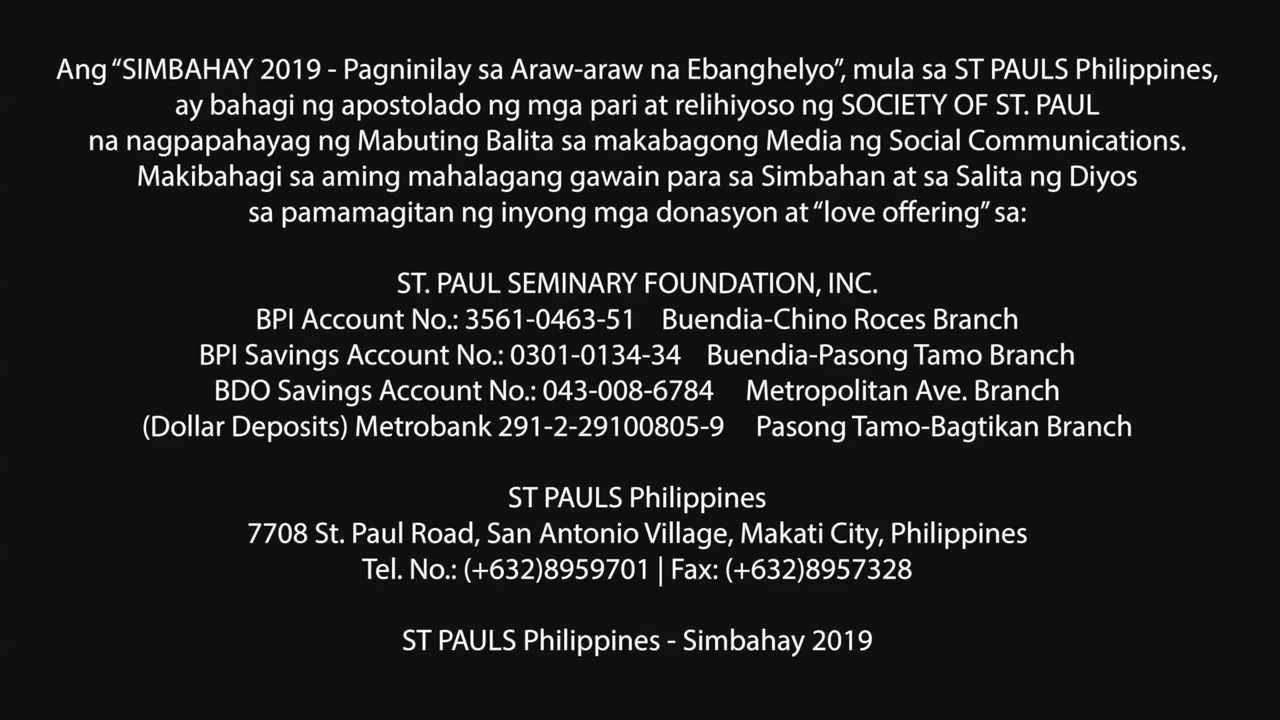 Ang “SIMBAHAY 2019 - Pagninilay sa Araw-araw na Ebanghelyo”, mula sa ST PAULS Philippines,
ay bahagi ng apostolado ng mga pari at relihiyoso ng SOCIETY OF ST. PAUL
na nagpapahayag ng Mabuting Balita sa makabagong Media ng Social Communications.
Makibahagi sa aming mahalagang gawain para sa Simbahan at sa Salita ng Diyos
sa pamamagitan ng inyong mga donasyon at “love offering” sa:
ST. PAUL SEMINARY FOUNDATION, INC.
BPI Account No.: 3561-0463-51 Buendia-Chino Roces Branch
BPI Savings Account No.: 0301-0134-34 Buendia-Pasong Tamo Branch
BDO Savings Account No.: 043-008-6784 Metropolitan Ave. Branch
(Dollar Deposits) Metrobank 291-2-29100805-9 Pasong Tamo-Bagtikan Branch
ST PAULS Philippines
7708 St. Paul Road, San Antonio Village, Makati City, Philippines
Tel. No.: (+632)8959701 | Fax: (+632)8957328
ST PAULS Philippines - Simbahay 2019